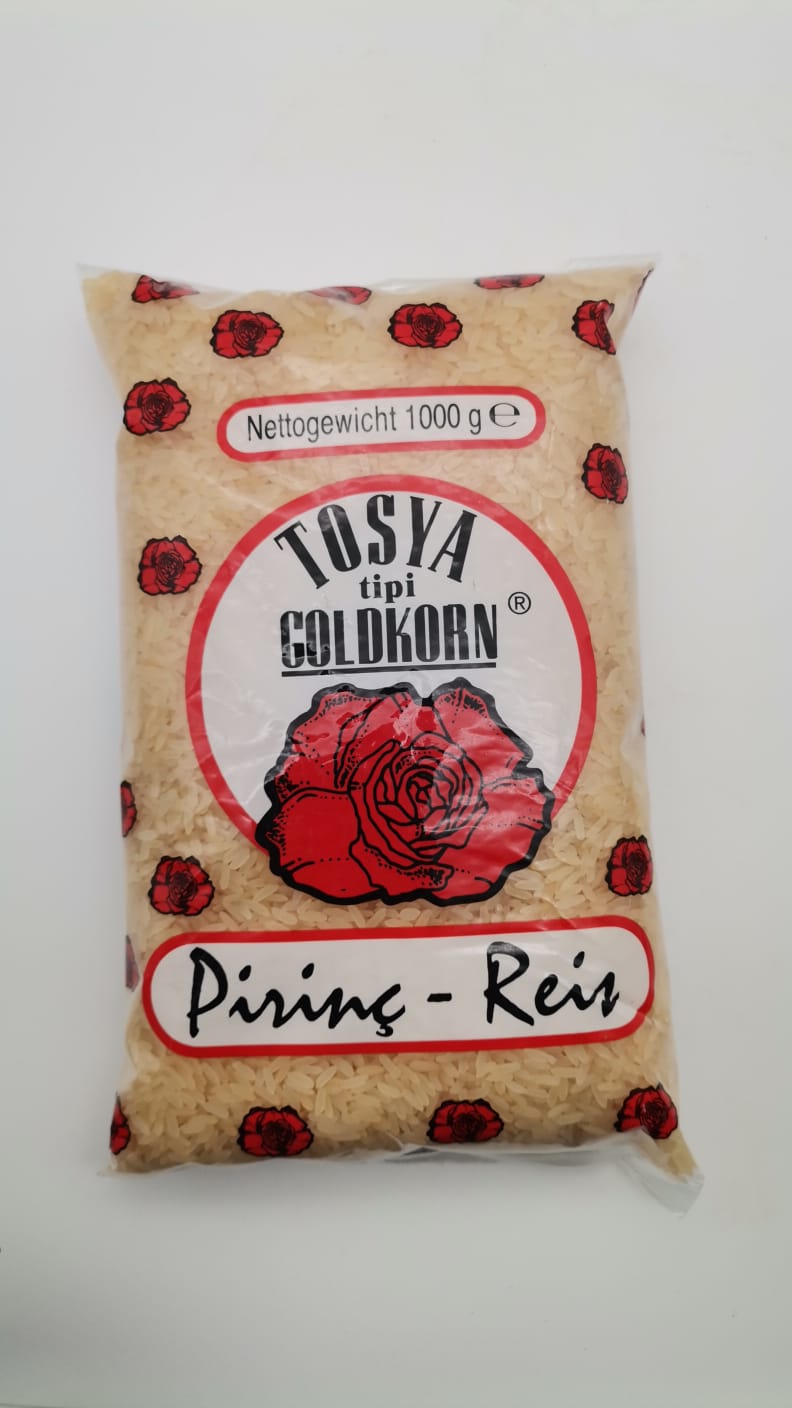 Nettogewicht 1000 g ℮
TOSYA
tipi
GOLDKORN ®
Pirinç - Reis